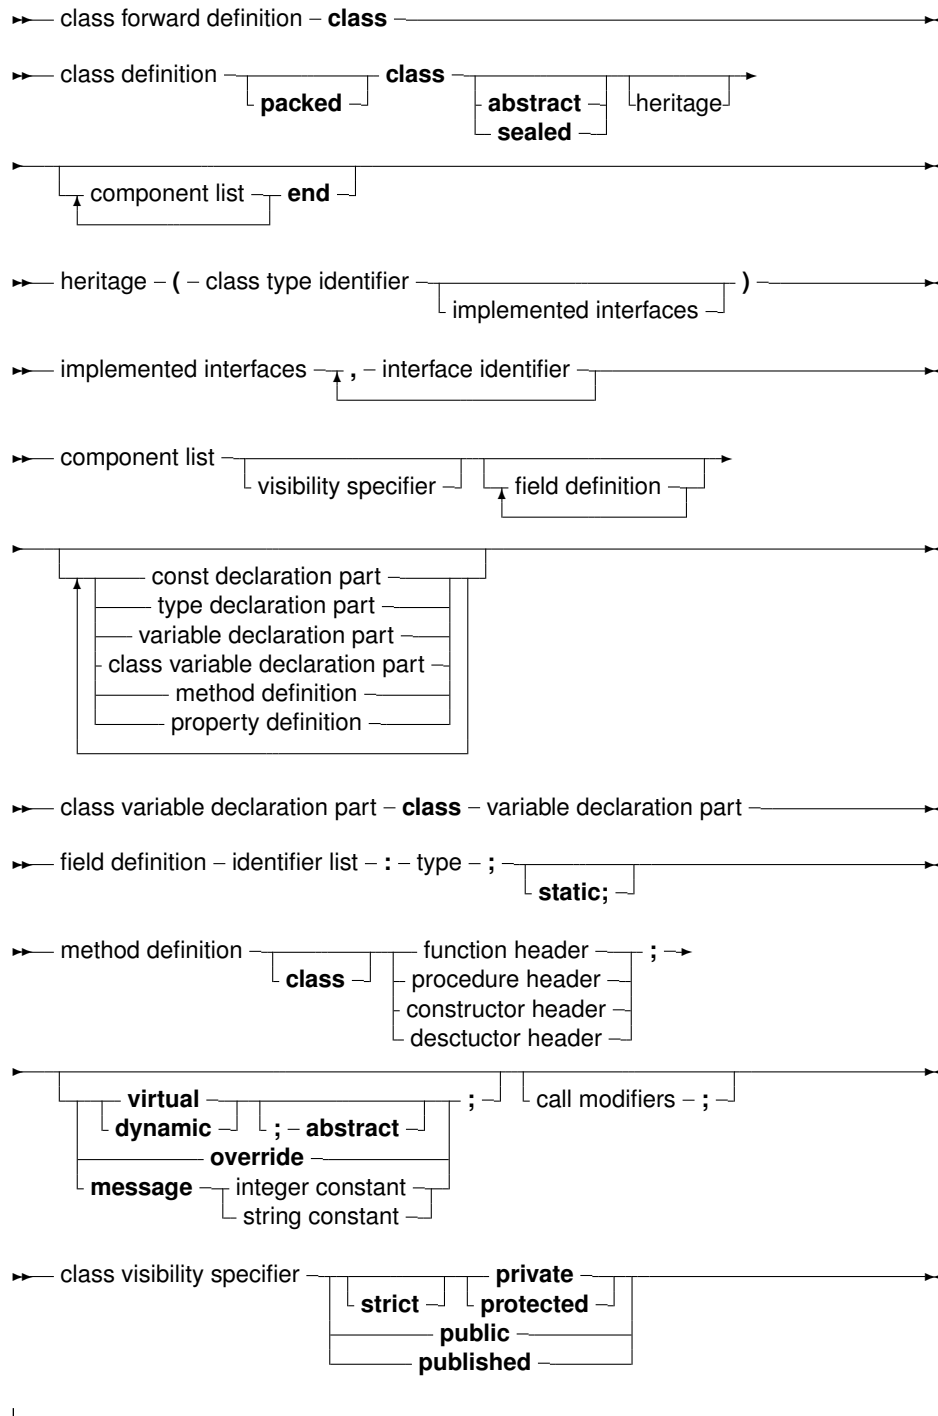 class forward definition – class
class definition class heritage
packed abstract
sealed
component list end
heritage – ( – class type identifier )
implemented interfaces
implemented interfaces , – interface identifier
component list
visibility specifier field definition
const declaration part
type declaration part
variable declaration part
class variable declaration part
method definition
property definition
class variable declaration part – class – variable declaration part
field definition – identifier list – : – type – ;
static;
method definition function header ;
class procedure header
constructor header
desctuctor header
virtual ; call modifiers – ;
dynamic ; – abstract
override
message integer constant
string constant
class visibility specifier private
strict protected
public
published